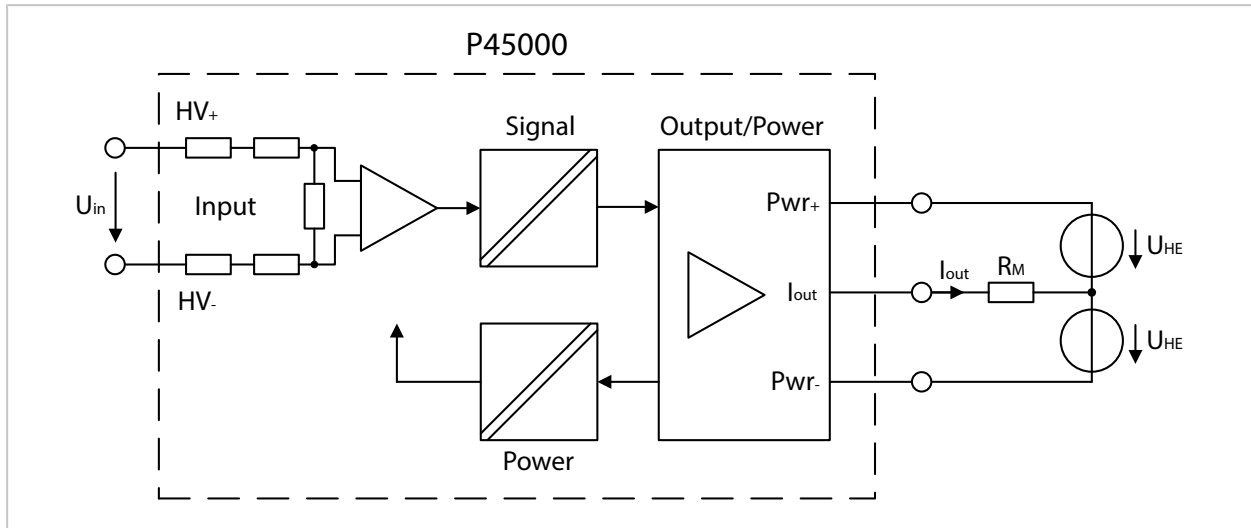 P45000
HV+
Signal
Output/Power
Uin
Input
Pwr+
UHE
Iout
Iout
RM
HV-
UHE
Pwr-
Power